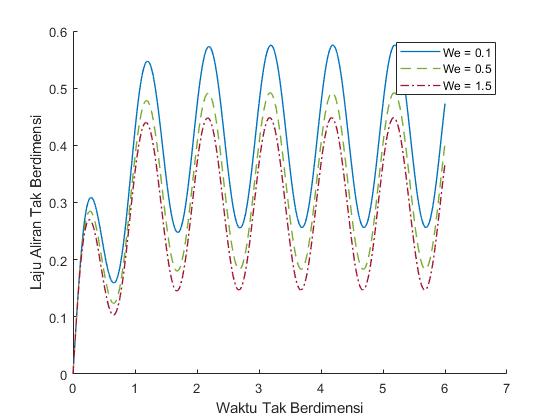 0.6
0.5
0.4
0.3
0.2
0.1
0
Laju Aliran Tak Berdimensi
We = 0.1
We = 0.5
We = 1.5
0 1 2 3 4 5 6 7
Waktu Tak Berdimensi